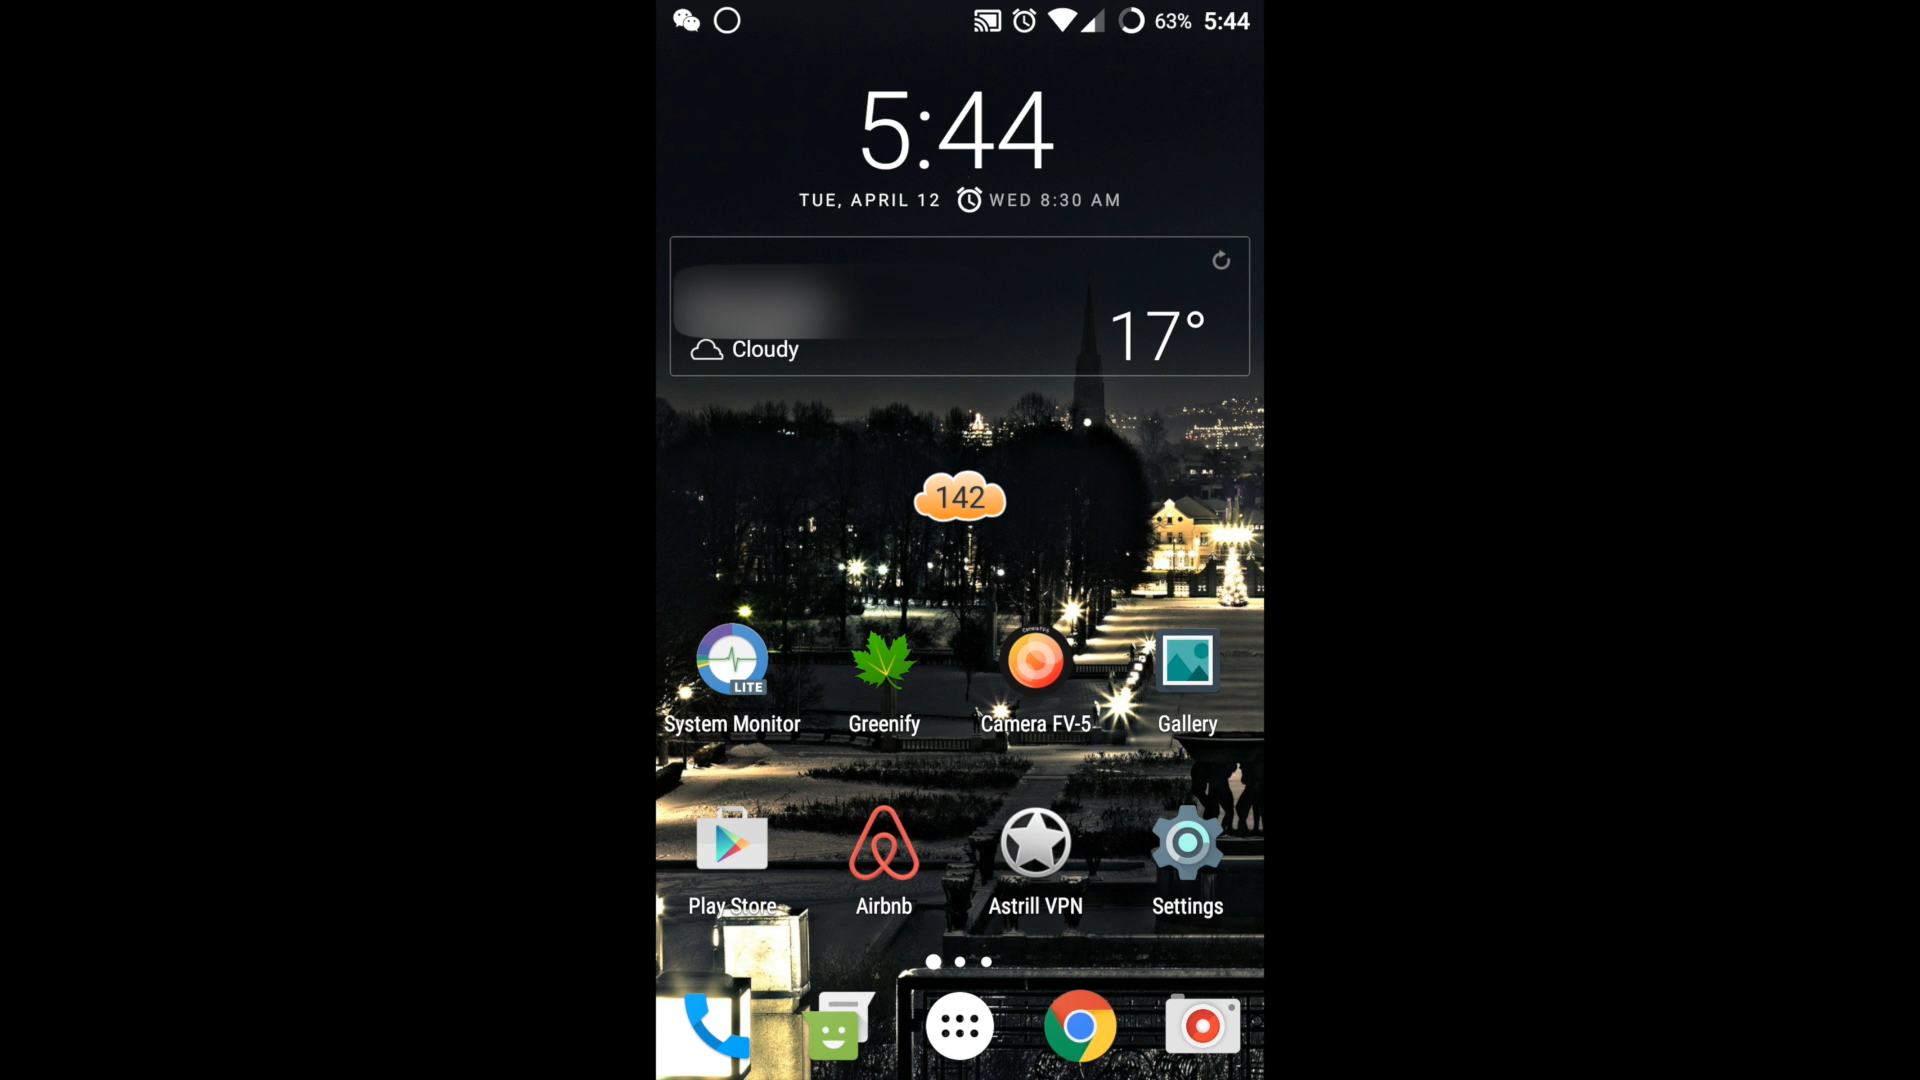 63% 5:44
5:44
TUE, APRIL 12 WED 8:30 AM
17°
Cloudy
142
LITE
System Monitor Greenify Camera FV-5 Gallery
Play Store Airbnb Astrill VPN Settings